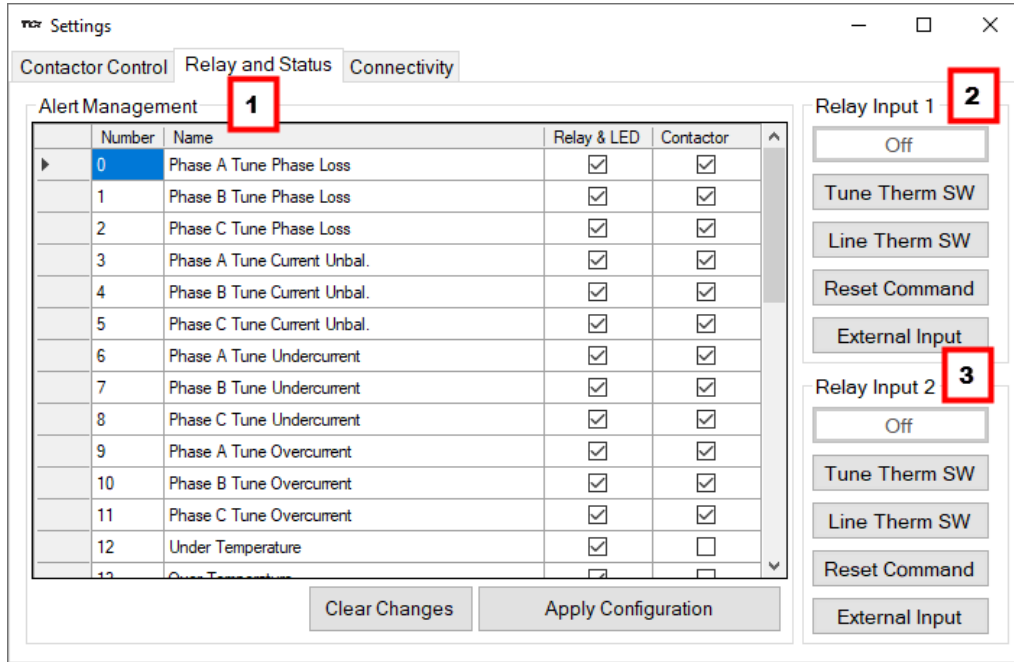 TCI Settings
Contactor Control Relay and Status Connectivity
Alert Management 1
Number Name Relay & LED Contactor
0 Phase A Tune Phase Loss
1 Phase B Tune Phase Loss
2 Phase C Tune Phase Loss
3 Phase A Tune Current Unbal.
4 Phase B Tune Current Unbal.
5 Phase C Tune Current Unbal.
6 Phase A Tune Undercurrent
7 Phase B Tune Undercurrent
8 Phase C Tune Undercurrent
9 Phase A Tune Overcurrent
10 Phase B Tune Overcurrent
11 Phase C Tune Overcurrent
12 Under Temperature
13 Over Temperature
Clear Changes Apply Configuration
Relay Input 1 2
Off
Tune Therm SW
Line Therm SW
Reset Command
External Input
Relay Input 2 3
Off
Tune Therm SW
Line Therm SW
Reset Command
External Input